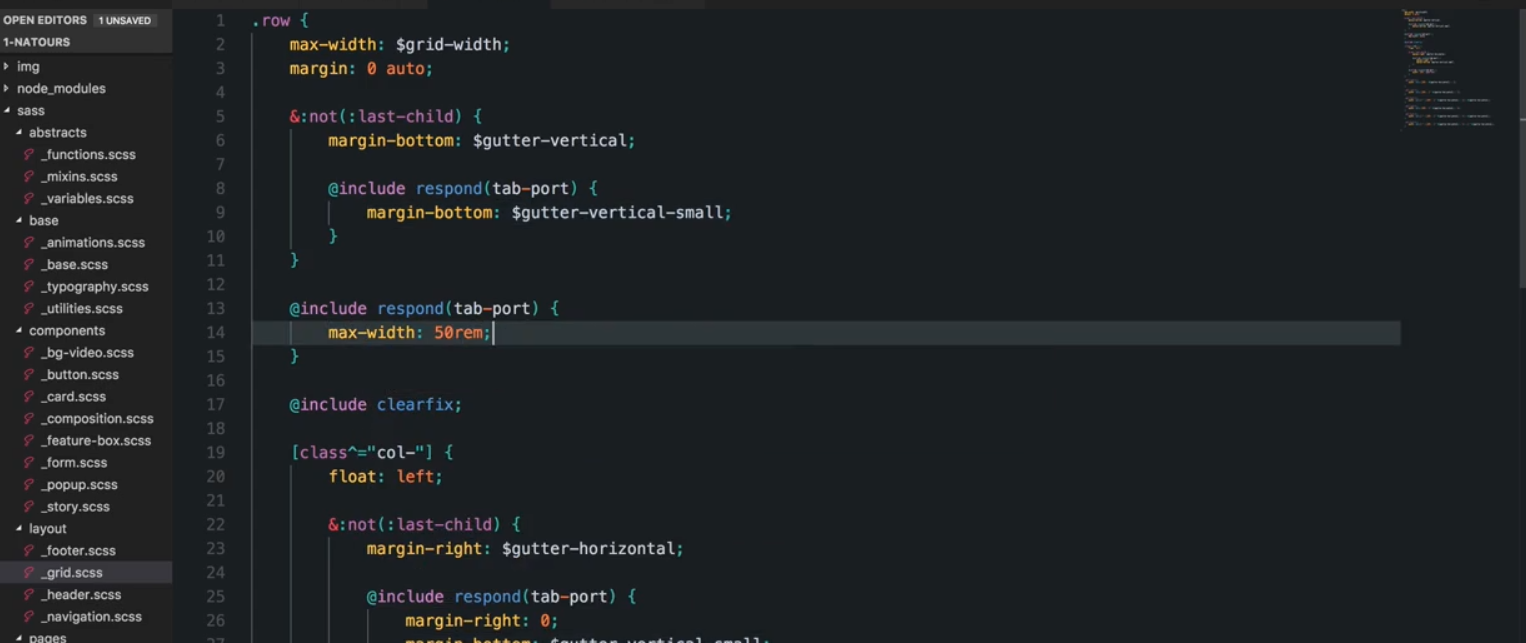 OPEN EDITORS 1 UNSAVED
1-NATOURS
img
node_modules
sass
abstracts
_functions.scss
_mixins.scss
_variables.scss
base
_animations.scss
_base.scss
_typography.scss
_utilities.scss
components
_bg-video.scss
_button.scss
_card.scss
_composition.scss
_feature-box.scss
_form.scss
_popup.scss
_story.scss
layout
_footer.scss
_grid.scss
_header.scss
_navigation.scss
pages
1 .row {
2 max-width: $grid-width;
3 margin: 0 auto;
4
5 &:not(:last-child) {
6 margin-bottom: $gutter-vertical;
7
8 @include respond(tab-port) {
9 margin-bottom: $gutter-vertical-small;
10 }
11 }
12
13 @include respond(tab-port) {
14 max-width: 50rem;
15 }
16
17 @include clearfix;
18
19 [class^="col-"] {
20 float: left;
21
22 &:not(:last-child) {
23 margin-right: $gutter-horizontal;
24
25 @include respond(tab-port) {
26 margin-right: 0;
27 margin-bottom: $gutter-vertical-small;